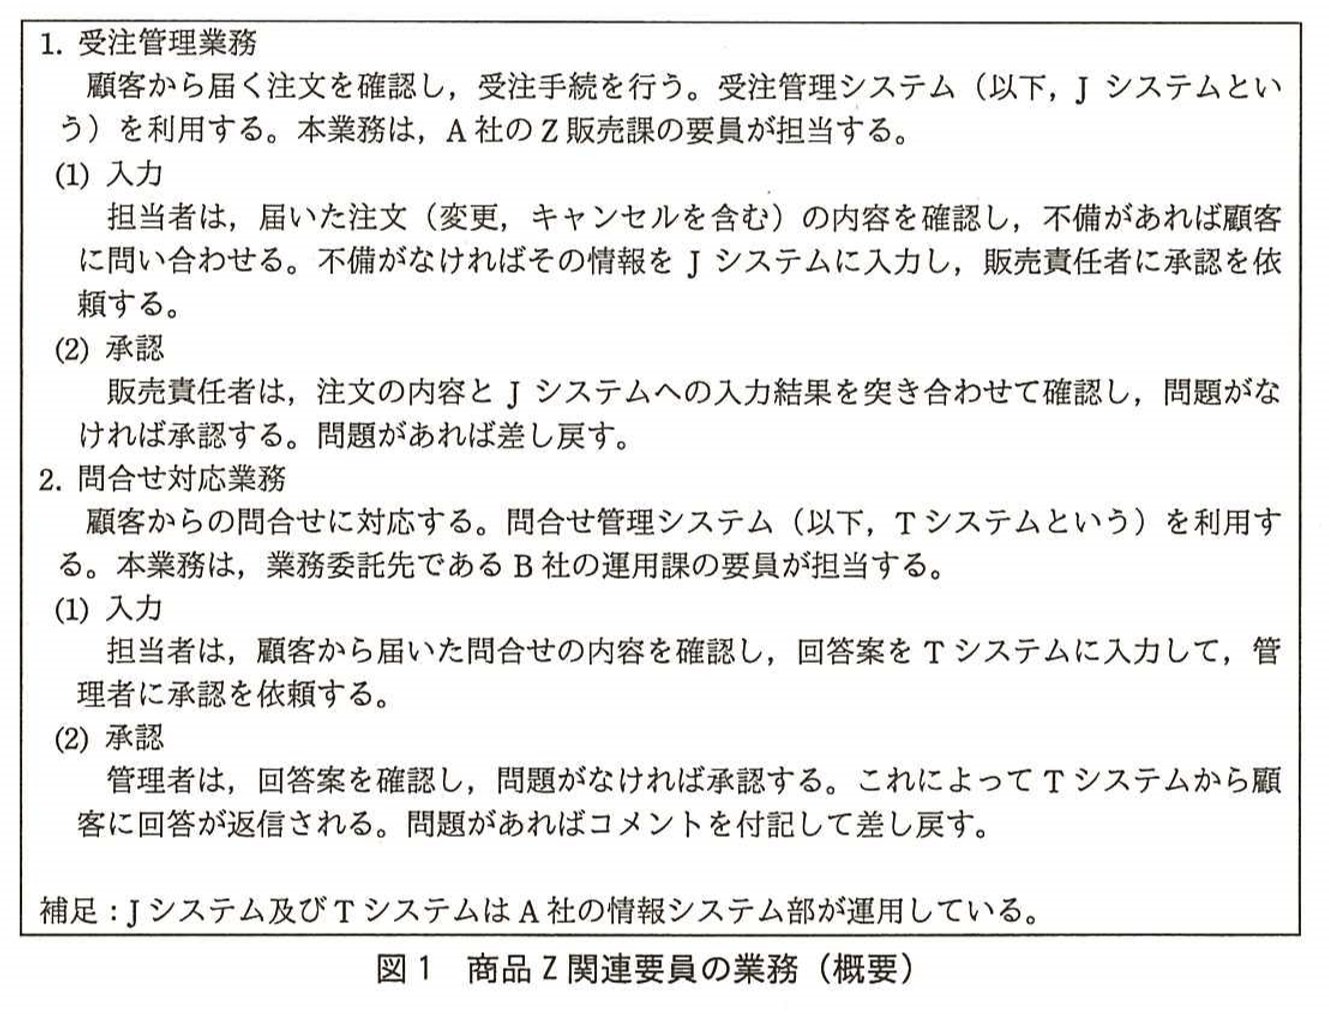 1. 受注管理業務
顧客から届く注文を確認し，受注手続を行う。受注管理システム（以下，J システムとい
う）を利用する。本業務は，A 社の Z 販売課の要員が担当する。
(1) 入力
担当者は，届いた注文（変更，キャンセルを含む）の内容を確認し，不備があれば顧客
に問い合わせる。不備がなければその情報を J システムに入力し，販売責任者に承認を依
頼する。
(2) 承認
販売責任者は，注文の内容と J システムへの入力結果を突き合わせて確認し，問題がな
ければ承認する。問題があれば差し戻す。
2. 問合せ対応業務
顧客からの問合せに対応する。問合せ管理システム（以下，T システムという）を利用す
る。本業務は，業務委託先である B 社の運用課の要員が担当する。
(1) 入力
担当者は，顧客から届いた問合せの内容を確認し，回答案を T システムに入力して，管
理者に承認を依頼する。
(2) 承認
管理者は，回答案を確認し，問題がなければ承認する。これによって T システムから顧
客に回答が返信される。問題があればコメントを付記して差し戻す。
補足：J システム及び T システムは A 社の情報システム部が運用している。
図 1　商品 Z 関連要員の業務（概要）